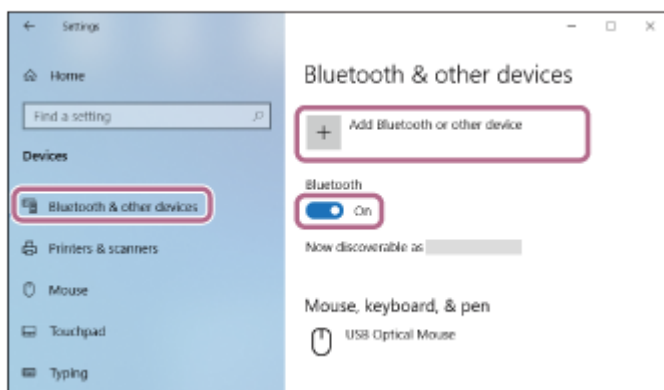 Settings
Home
Find a setting
Devices
Bluetooth & other devices
Printers & scanners
Mouse
Touchpad
Typing
Bluetooth & other devices
Add Bluetooth or other device
Bluetooth
On
Now discoverable as
Mouse, keyboard, & pen
USB Optical Mouse